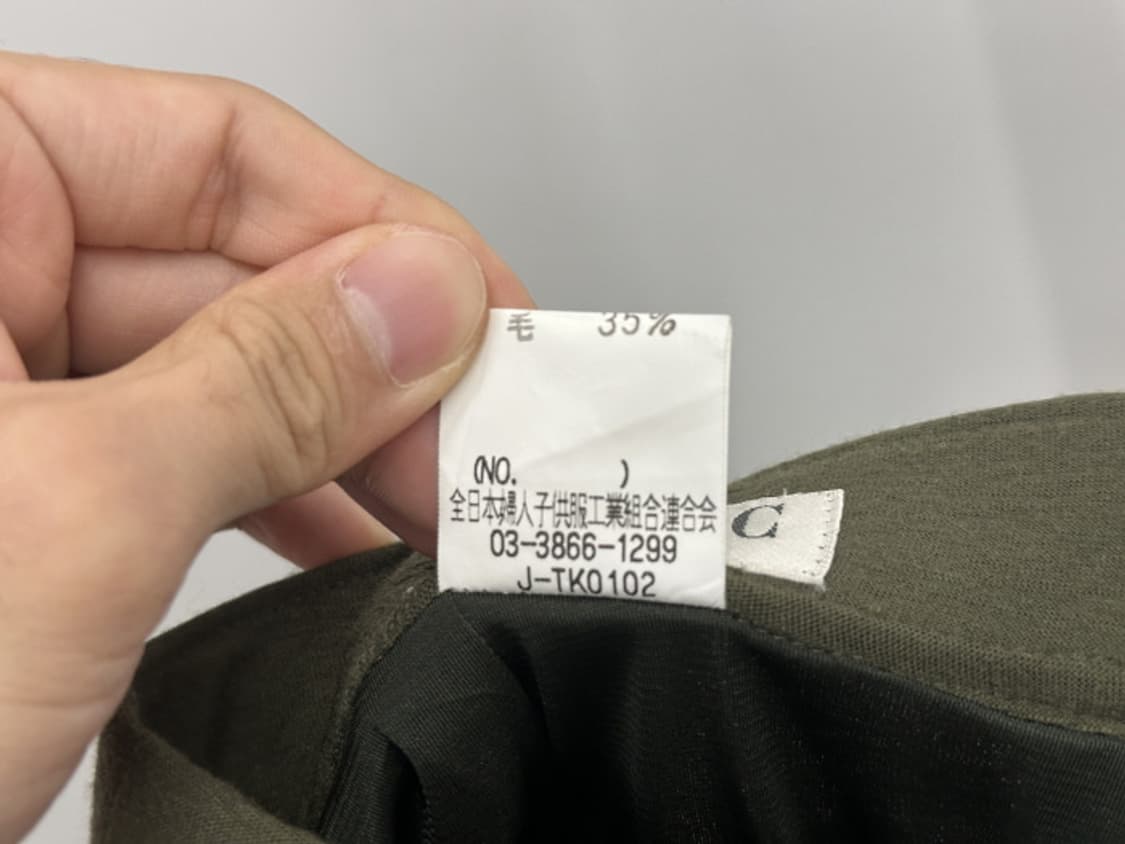 毛 35%
(NO. )
全日本婦人子供服工業組合連合会
03-3866-1299
J-TK0102
C